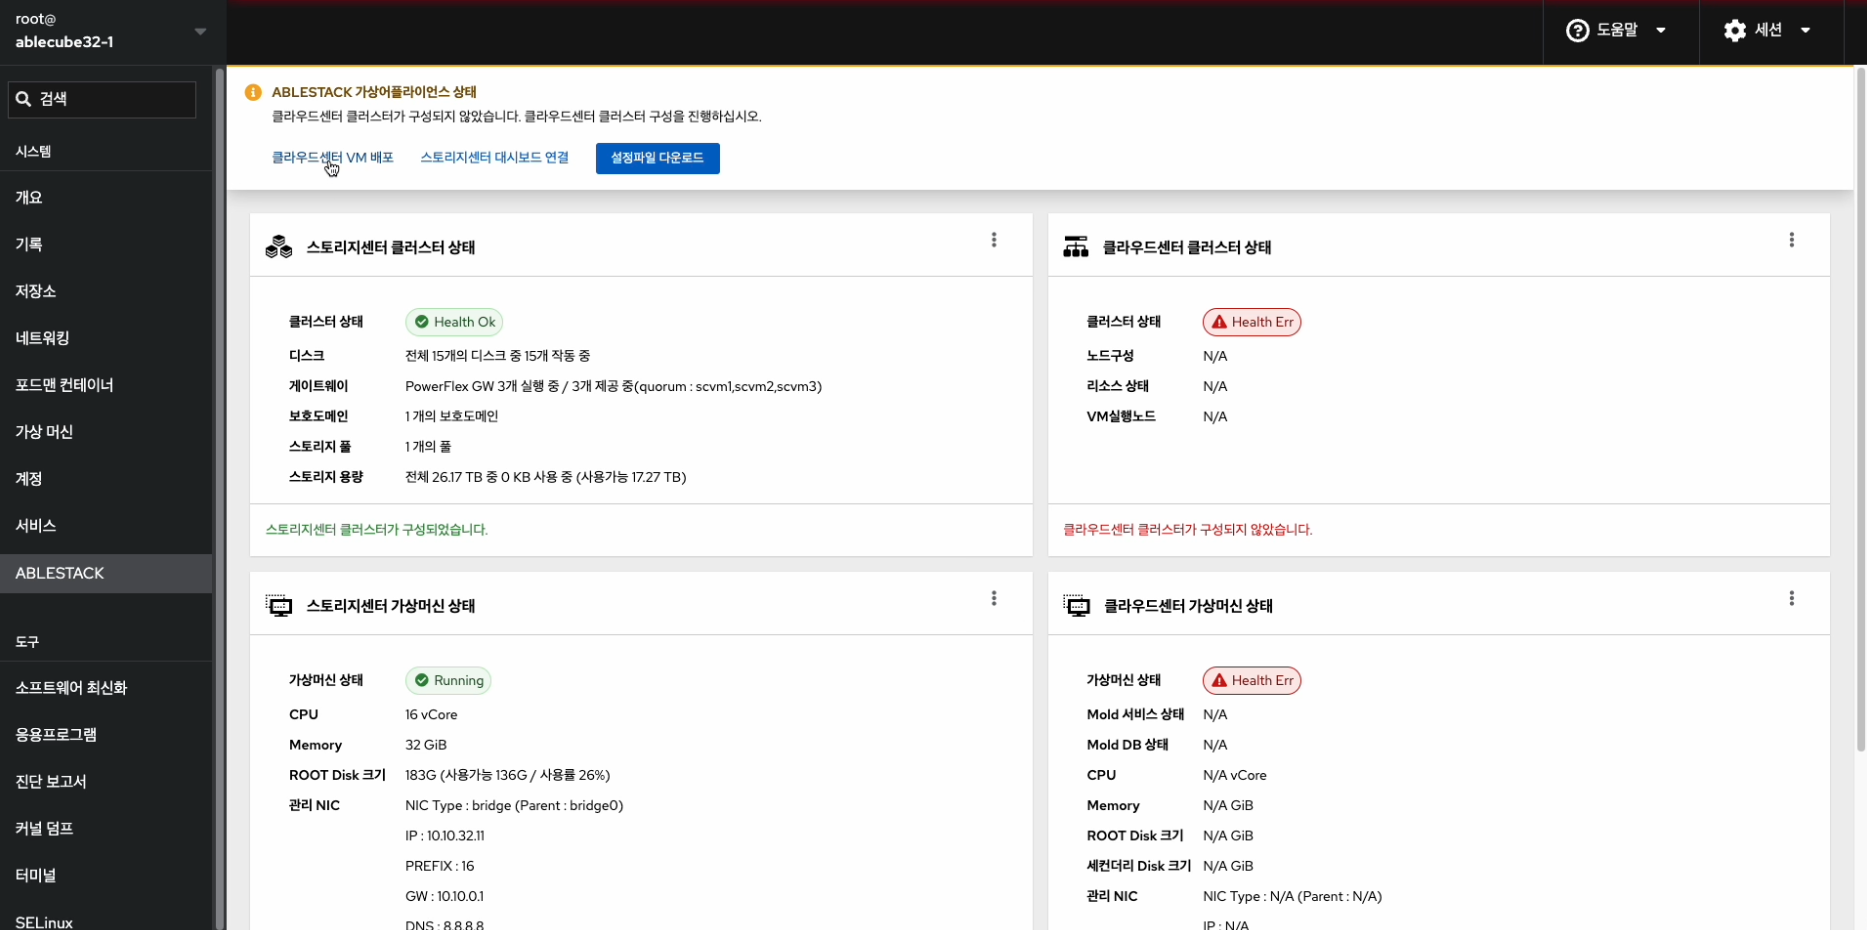 root@
ablecube32-1
도움말
세션
검색
시스템
개요
기록
저장소
네트워킹
포드맨 컨테이너
가상 머신
계정
서비스
ABLESTACK
도구
소프트웨어 최신화
응용프로그램
진단 보고서
커널 덤프
터미널
SELinux
ABLESTACK 가상어플라이언스 상태
클라우드센터 클러스터가 구성되지 않았습니다. 클라우드센터 클러스터 구성을 진행하십시오.
클라우드센터 VM 배포 스토리지센터 대시보드 연결 설정파일 다운로드
스토리지센터 클러스터 상태
클러스터 상태 Health Ok
디스크 전체 15개의 디스크 중 15개 작동 중
게이트웨이 PowerFlex GW 3개 실행 중 / 3개 제공 중(quorum : scvm1,scvm2,scvm3)
보호도메인 1 개의 보호도메인
스토리지 풀 1 개의 풀
스토리지 용량 전체 26.17 TB 중 0 KB 사용 중 (사용가능 17.27 TB)
스토리지센터 클러스터가 구성되었습니다.
클라우드센터 클러스터 상태
클러스터 상태 Health Err
노드구성 N/A
리소스 상태 N/A
VM실행노드 N/A
클라우드센터 클러스터가 구성되지 않았습니다.
스토리지센터 가상머신 상태
가상머신 상태 Running
CPU 16 vCore
Memory 32 GiB
ROOT Disk 크기 183G (사용가능 136G / 사용률 26%)
관리 NIC NIC Type : bridge (Parent : bridge0)
IP : 10.10.32.11
PREFIX : 16
GW : 10.10.0.1
DNS : 8.8.8.8
클라우드센터 가상머신 상태
가상머신 상태 Health Err
Mold 서비스 상태 N/A
Mold DB 상태 N/A
CPU N/A vCore
Memory N/A GiB
ROOT Disk 크기 N/A GiB
세컨더리 Disk 크기 N/A GiB
관리 NIC NIC Type : N/A (Parent : N/A)
IP : N/A